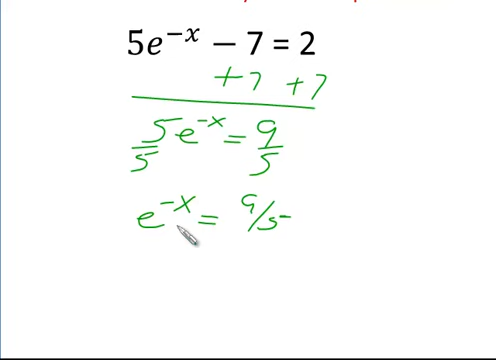 5e^{-x} − 7 = 2
+7 +7
5e^{-x}/5 = 9/5
e^{-x} = 9/5